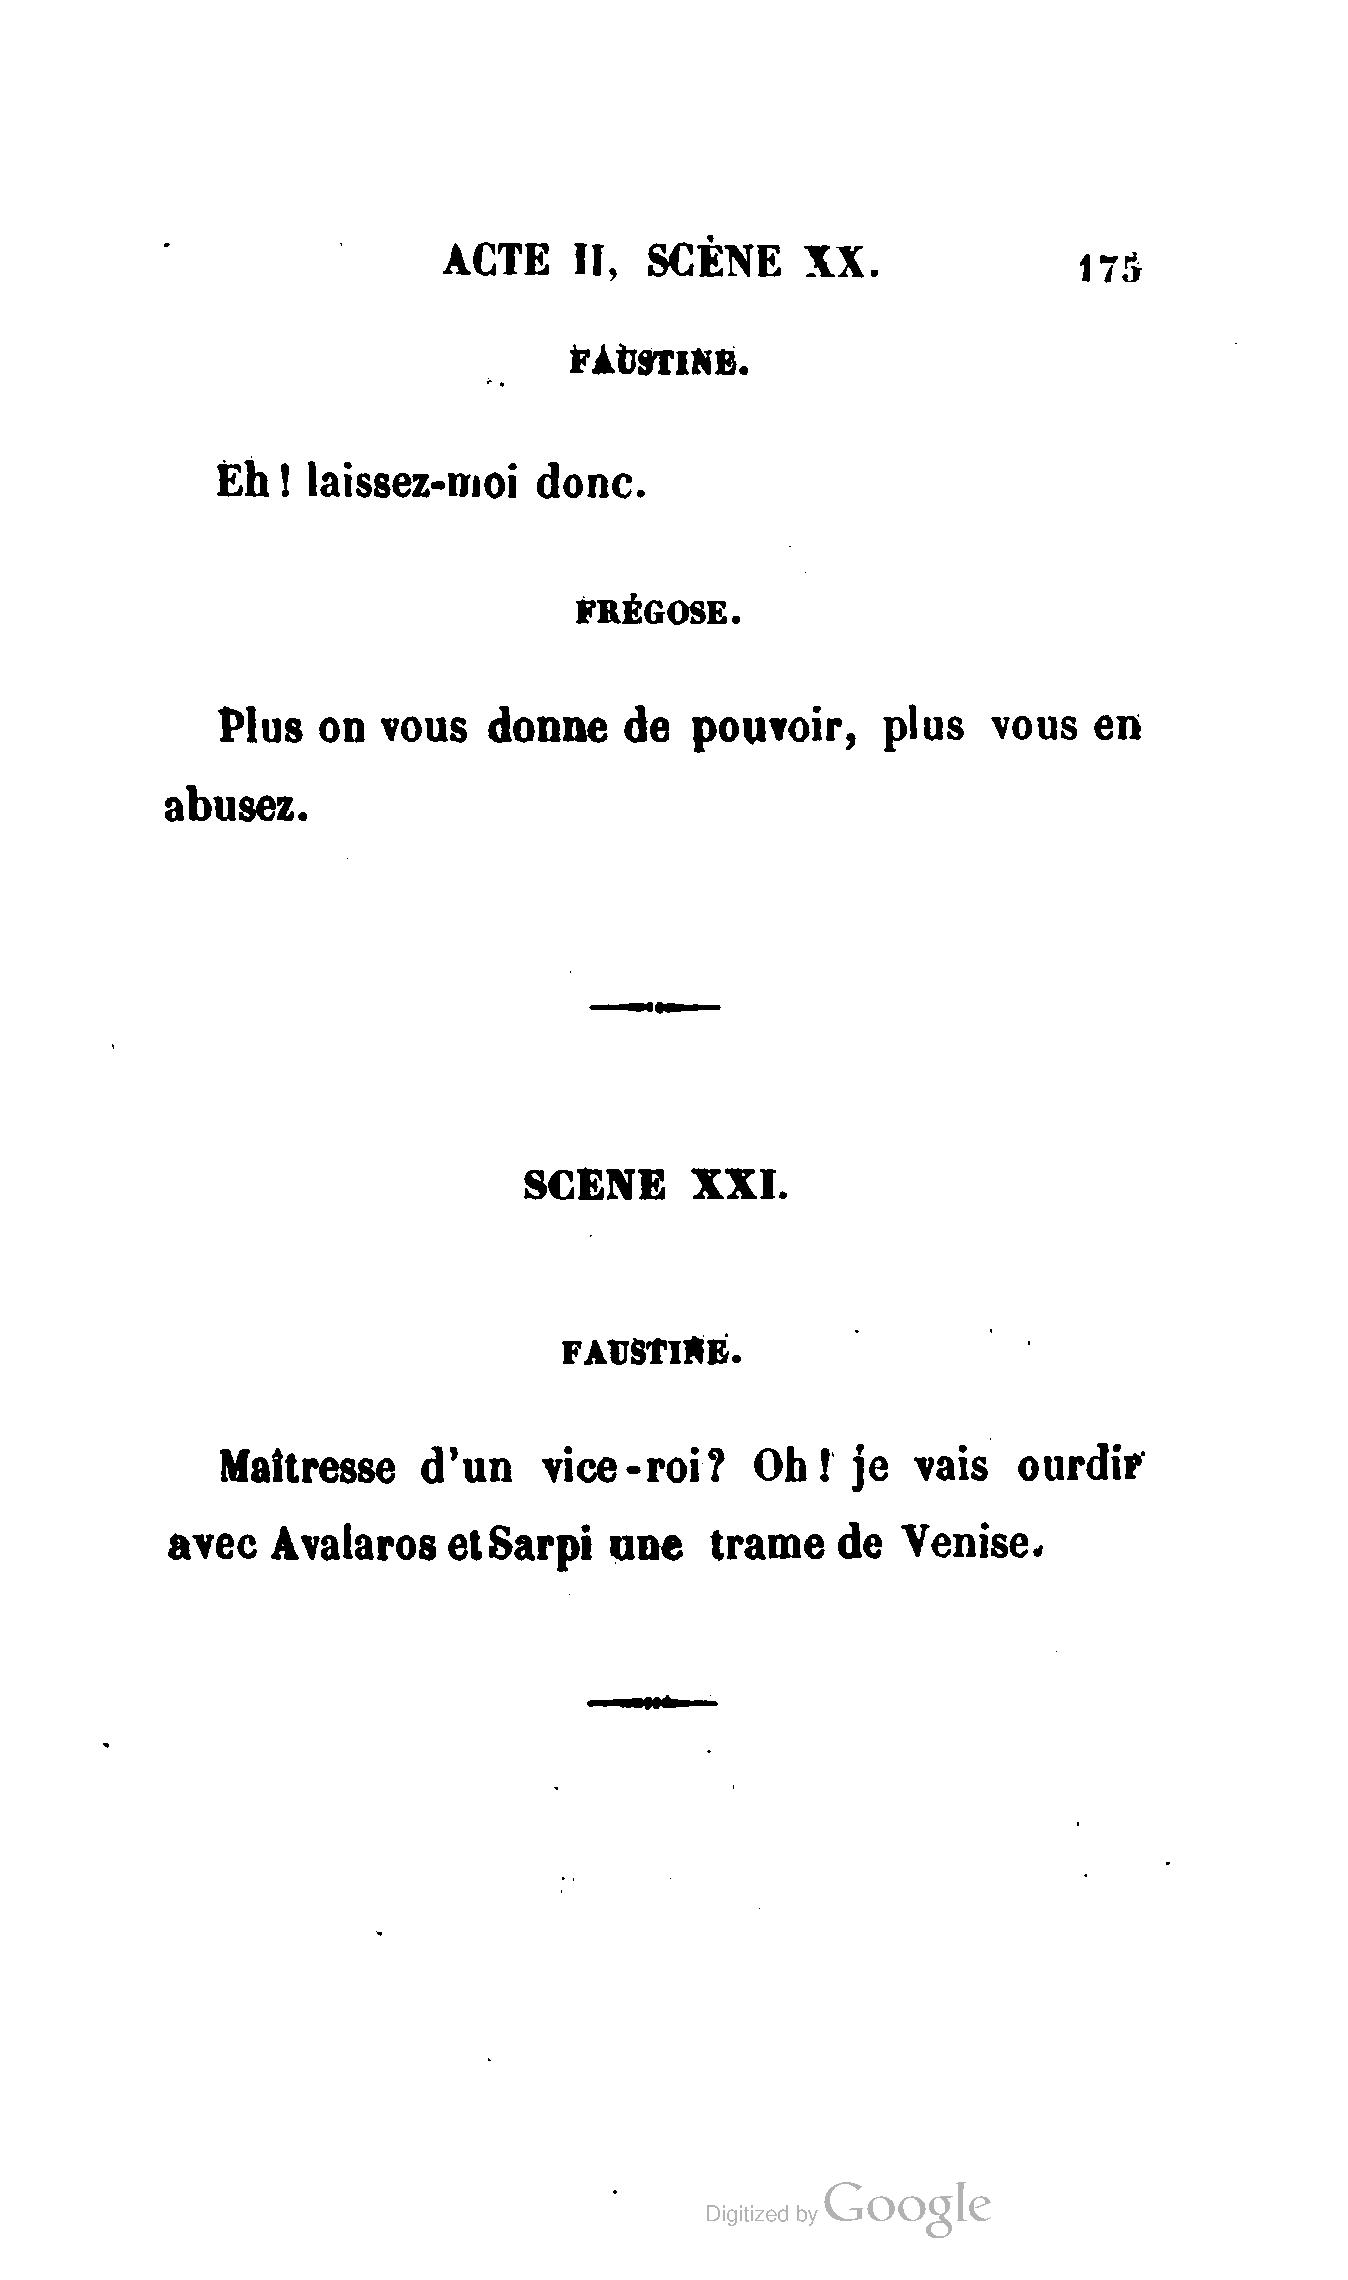 ACTE II, SCÈNE XX. 175
FAUSTINE.
Eh ! laissez-moi donc.
FRÉGOSE.
Plus on vous donne de pouvoir, plus vous en
abusez.
SCENE XXI.
FAUSTINE.
Maîtresse d'un vice-roi? Oh ! je vais ourdir
avec Avalaros et Sarpi une trame de Venise.
Digitized by Google